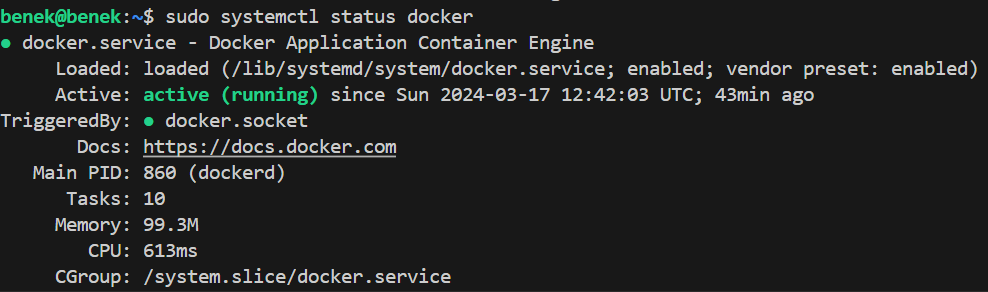 benek@benek:~$ sudo systemctl status docker
● docker.service - Docker Application Container Engine
Loaded: loaded (/lib/systemd/system/docker.service; enabled; vendor preset: enabled)
Active: active (running) since Sun 2024-03-17 12:42:03 UTC; 43min ago
TriggeredBy: ● docker.socket
Docs: https://docs.docker.com
Main PID: 860 (dockerd)
Tasks: 10
Memory: 99.3M
CPU: 613ms
CGroup: /system.slice/docker.service